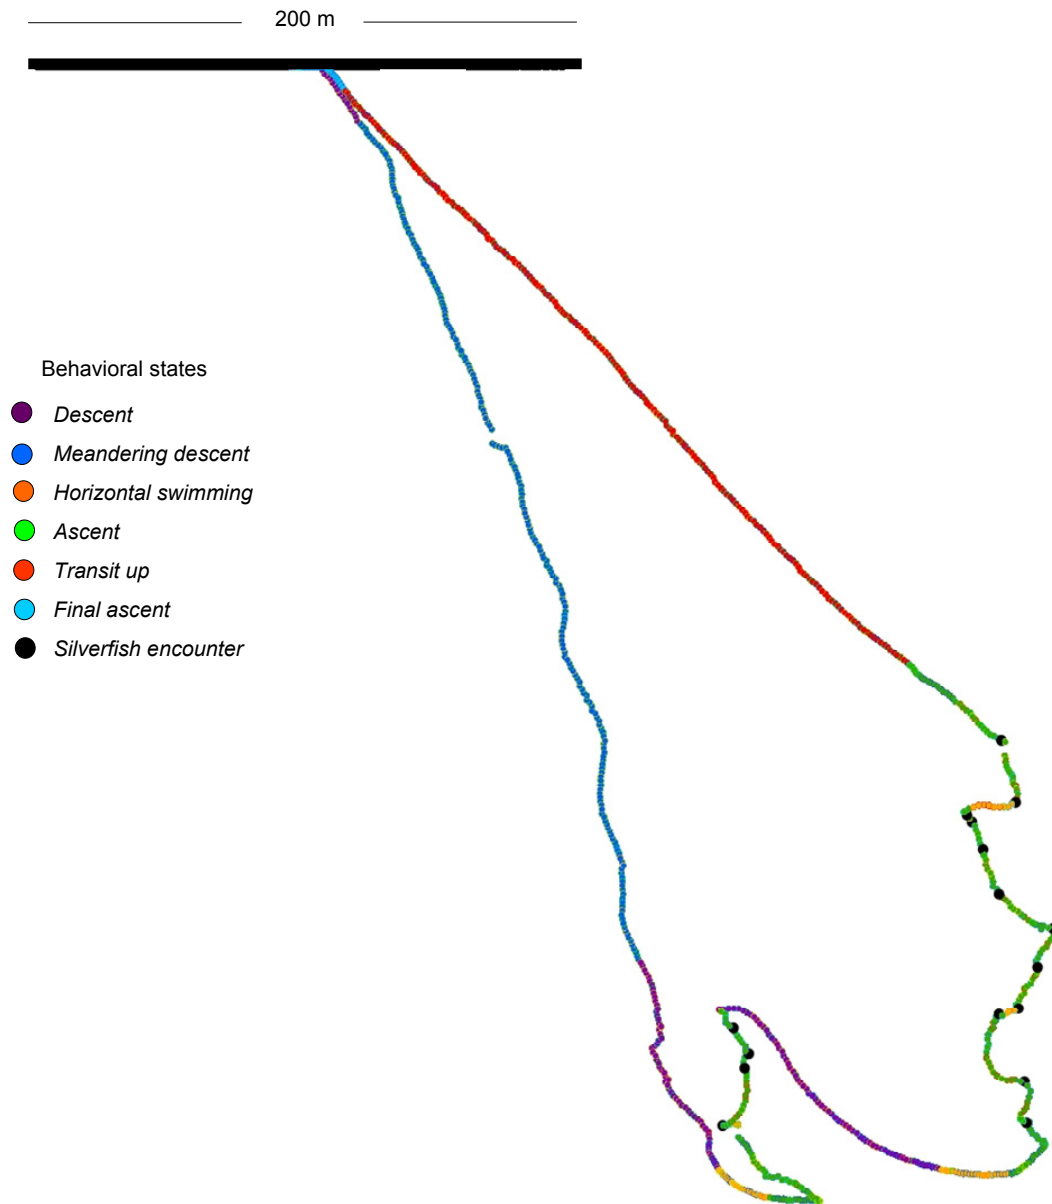 200 m
Behavioral states
Descent
Meandering descent
Horizontal swimming
Ascent
Transit up
Final ascent
Silverfish encounter